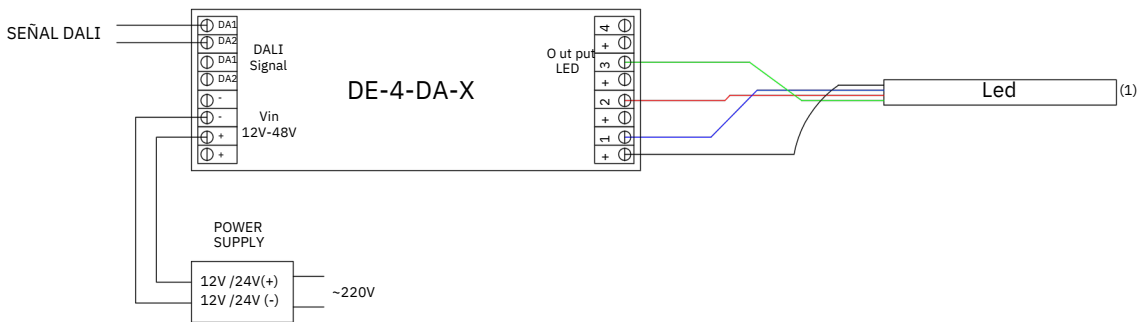 SEÑAL DALI
DA1
DA2
DA1
DA2
-
-
+
+
DALI
Signal
Vin
12V-48V
DE-4-DA-X
O ut put
LED
4
+
3
+
2
+
1
+
Led
(1)
POWER
SUPPLY
12V /24V(+)
12V /24V (-)
~220V